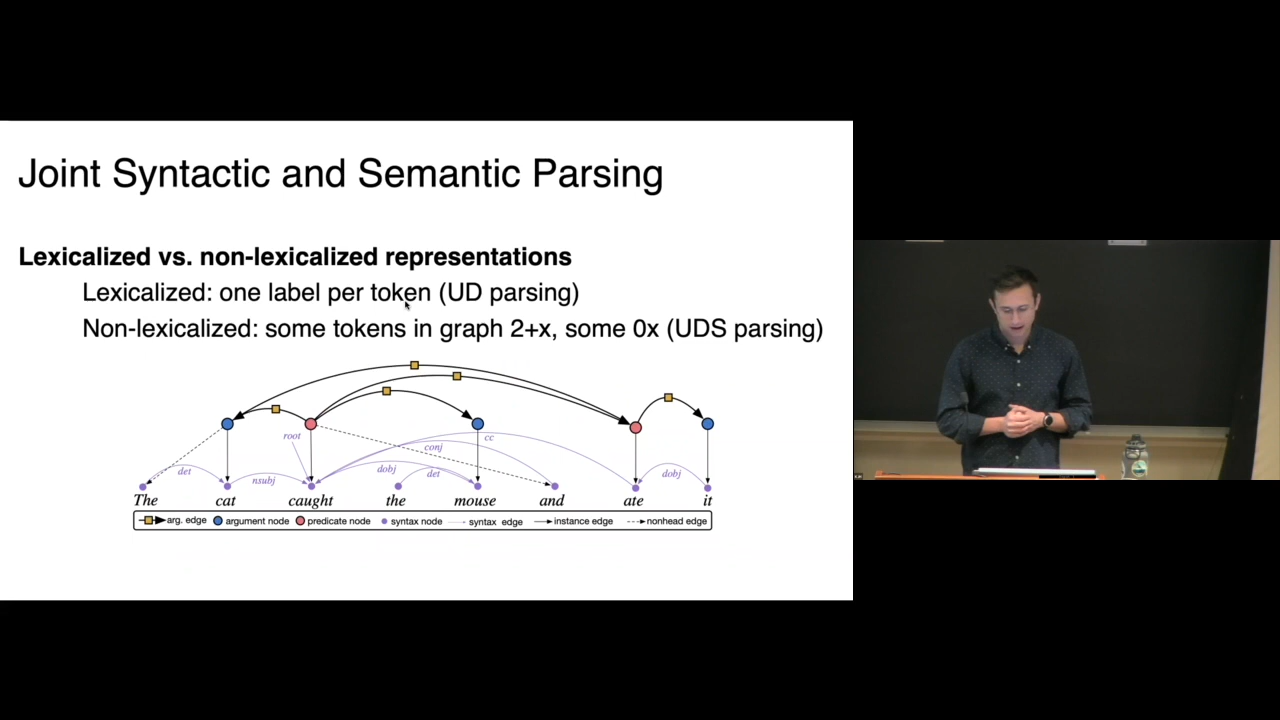 Joint Syntactic and Semantic Parsing
Lexicalized vs. non-lexicalized representations
Lexicalized: one label per token (UD parsing)
Non-lexicalized: some tokens in graph 2+x, some 0x (UDS parsing)
root
cc
conj
det
nsubj
dobj
det
dobj
The cat caught the mouse and ate it
arg. edge argument node predicate node syntax node syntax edge instance edge nonhead edge